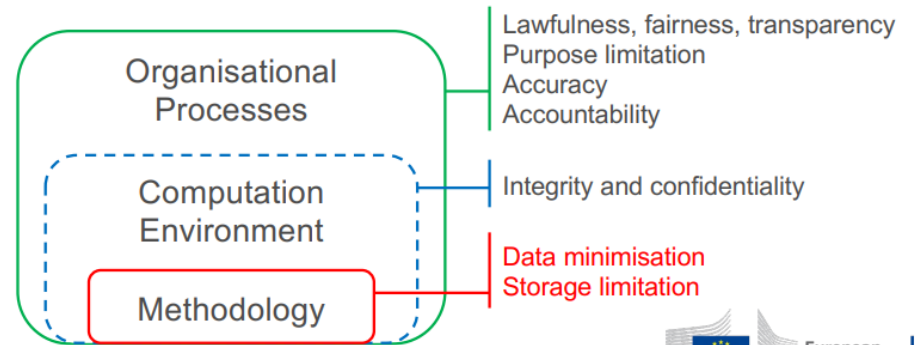 Organisational
Processes
Computation
Environment
Methodology
Lawfulness, fairness, transparency
Purpose limitation
Accuracy
Accountability
Integrity and confidentiality
Data minimisation
Storage limitation
European